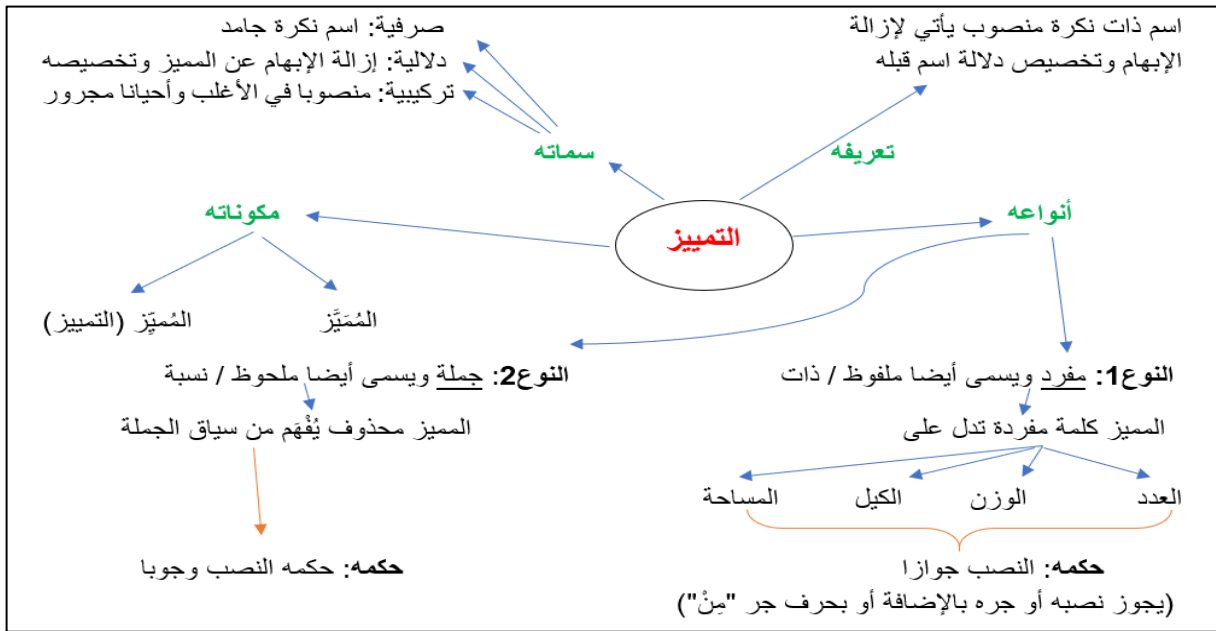 اسم ذات نكرة منصوب يأتي لإزالة
الإبهام وتخصيص دلالة اسم قبله
صرفية: اسم نكرة جامد
دلالية: إزالة الإبهام عن المميز وتخصيصه
تركيبية: منصوبا في الأغلب وأحيانا مجرور
تعريفه
سماته
أنواعه
التمييز
مكوناته
المُمَيَّز
المُميِّز (التمييز)
النوع1: مفرد ويسمى أيضا ملفوظ / ذات
النوع2: جملة ويسمى أيضا ملحوظ / نسبة
المميز كلمة مفردة تدل على
المميز محذوف يُفْهَم من سياق الجملة
العدد
الوزن
الكيل
المساحة
حكمه: النصب جوازا
(يجوز نصبه أو جره بالإضافة أو بحرف جر "مِنْ")
حكمه: حكمه النصب وجوبا